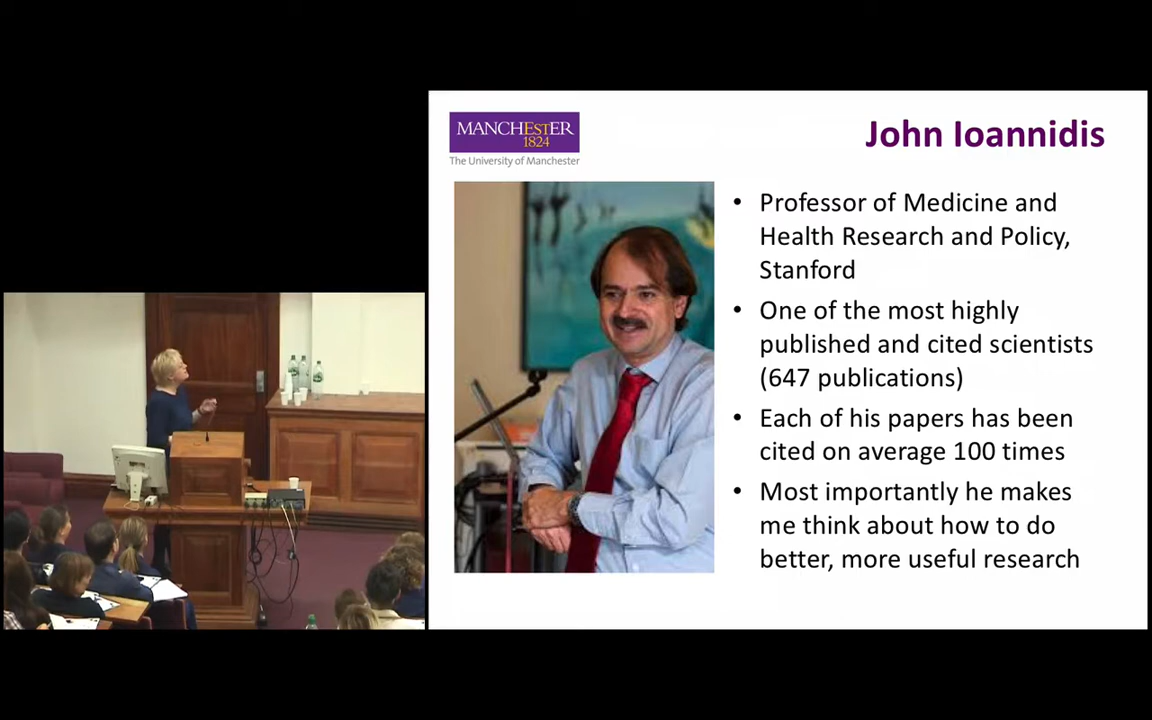 MANCHESTER
1824
The University of Manchester
John Ioannidis
• Professor of Medicine and
Health Research and Policy,
Stanford
• One of the most highly
published and cited scientists
(647 publications)
• Each of his papers has been
cited on average 100 times
• Most importantly he makes
me think about how to do
better, more useful research